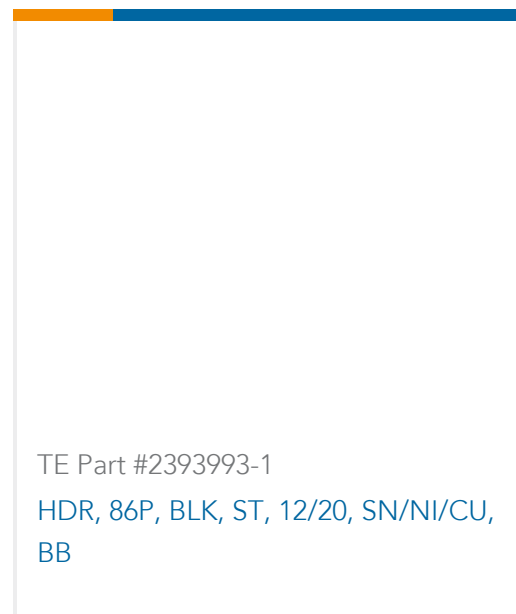 TE Part #2393993-1
HDR, 86P, BLK, ST, 12/20, SN/NI/CU,
BB